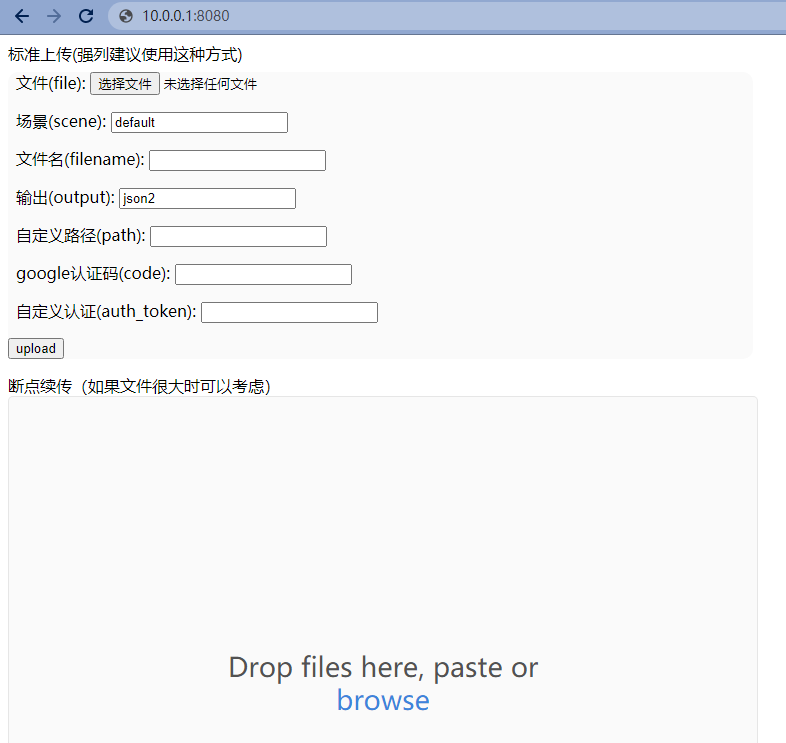 10.0.0.1:8080
标准上传(强列建议使用这种方式)
文件(file): 选择文件 未选择任何文件
场景(scene): default
文件名(filename):
输出(output): json2
自定义路径(path):
google认证码(code):
自定义认证(auth_token):
upload
断点续传（如果文件很大时可以考虑）
Drop files here, paste or
browse